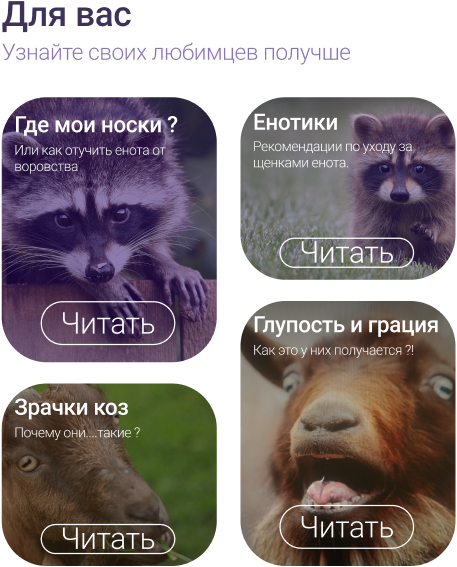 Для вас
Узнайте своих любимцев получше
Где мои носки ?
Или как отучить енота от
воровства
Читать
Енотики
Рекомендации по уходу за
щенками енота.
Читать
Зрачки коз
Почему они....такие ?
Читать
Глупость и грация
Как это у них получается ?!
Читать